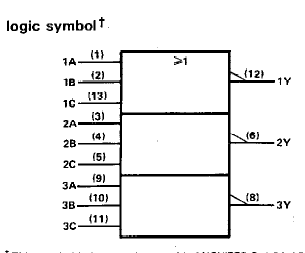 logic symbol†
≥1
1A (1)
1B (2)
1C (13)
(12) 1Y
2A (3)
2B (4)
2C (5)
(6) 2Y
3A (9)
3B (10)
3C (11)
(8) 3Y